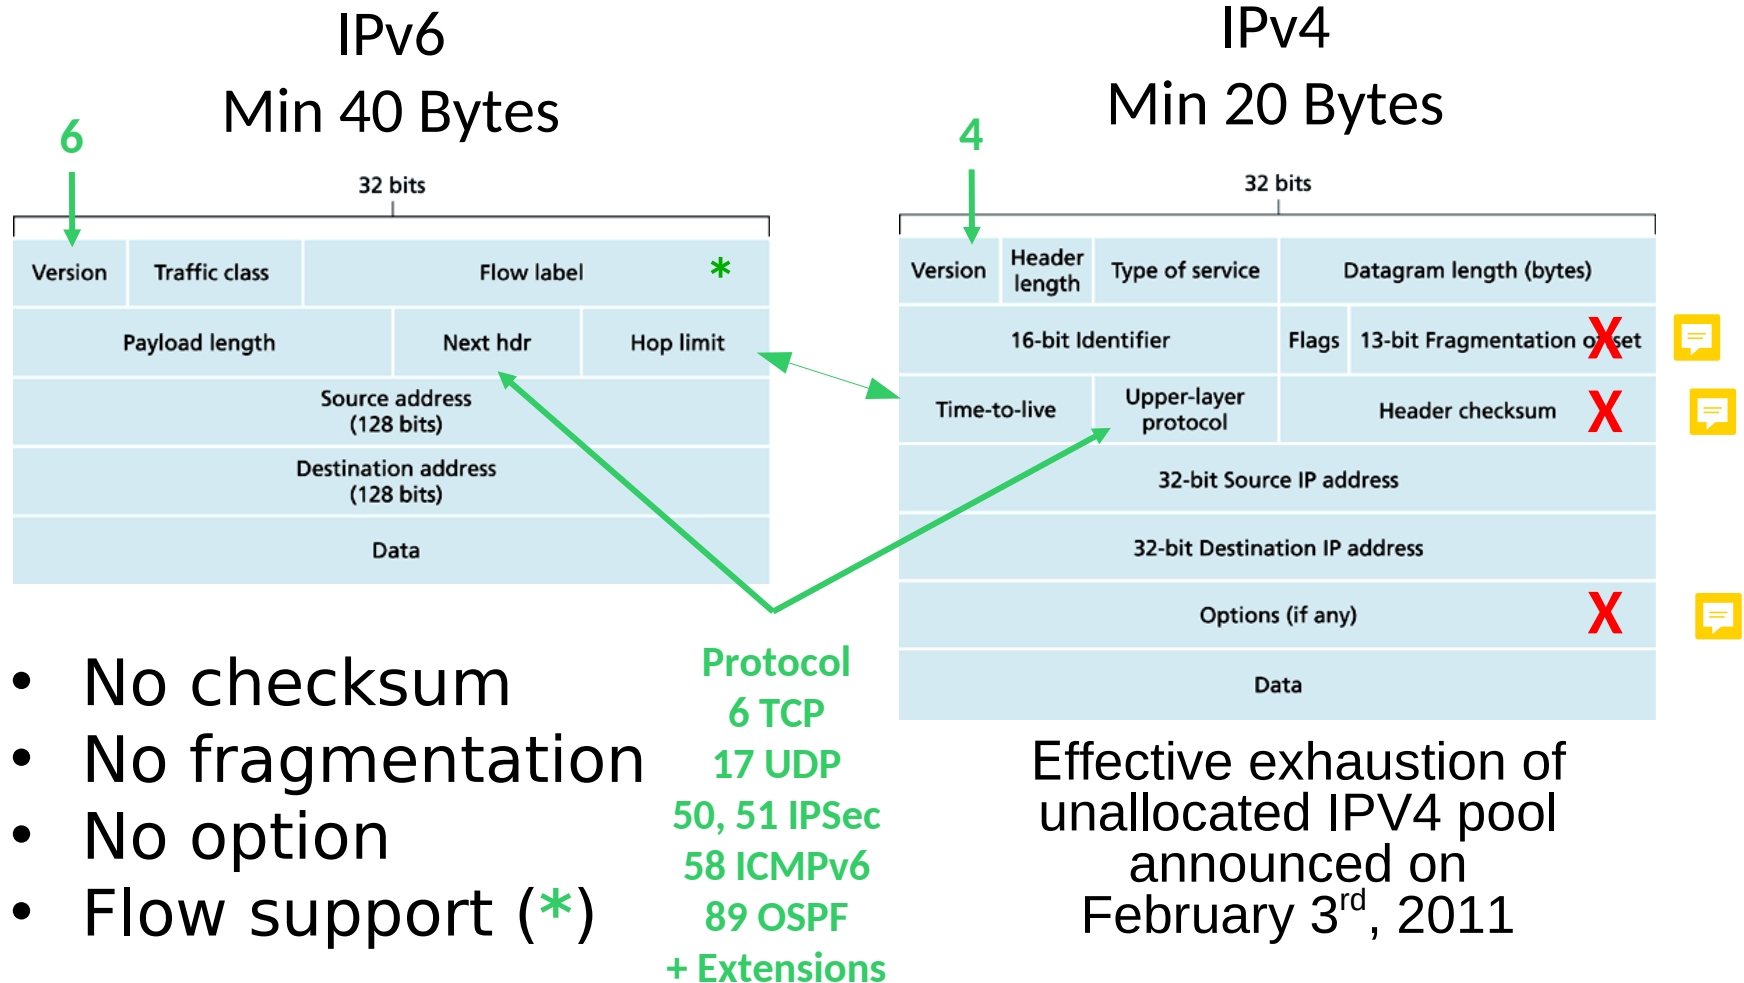 IPv6
Min 40 Bytes
6
32 bits
Version Traffic class Flow label *
Payload length Next hdr Hop limit
Source address
(128 bits)
Destination address
(128 bits)
Data
• No checksum
• No fragmentation
• No option
• Flow support (*)
Protocol
6 TCP
17 UDP
50, 51 IPSec
58 ICMPv6
89 OSPF
+ Extensions
IPv4
Min 20 Bytes
4
32 bits
Version Header length Type of service Datagram length (bytes)
16-bit Identifier Flags 13-bit Fragmentation X
Time-to-live Upper-layer protocol Header checksum X
32-bit Source IP address
32-bit Destination IP address
Options (if any) X
Data
Effective exhaustion of
unallocated IPV4 pool
announced on
February 3rd, 2011